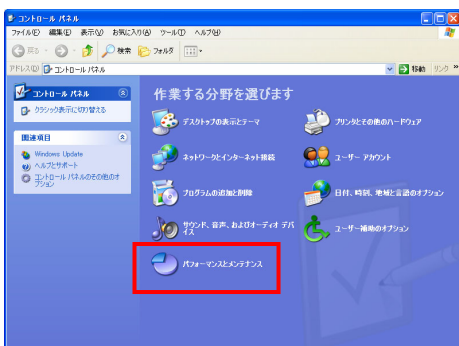 コントロール パネル
ファイル(F) 編集(E) 表示(V) お気に入り(A) ツール(T) ヘルプ(H)
戻る 検索 フォルダ
アドレス(D) コントロール パネル 移動 リンク »
コントロール パネル
クラシック表示に切り替える
関連項目
Windows Update
ヘルプとサポート
コントロール パネルのその他のオプション
作業する分野を選びます
デスクトップの表示とテーマ
プリンタとその他のハードウェア
ネットワークとインターネット接続
ユーザー アカウント
プログラムの追加と削除
日付、時刻、地域と言語のオプション
サウンド、音声、およびオーディオ デバイス
ユーザー補助のオプション
パフォーマンスとメンテナンス